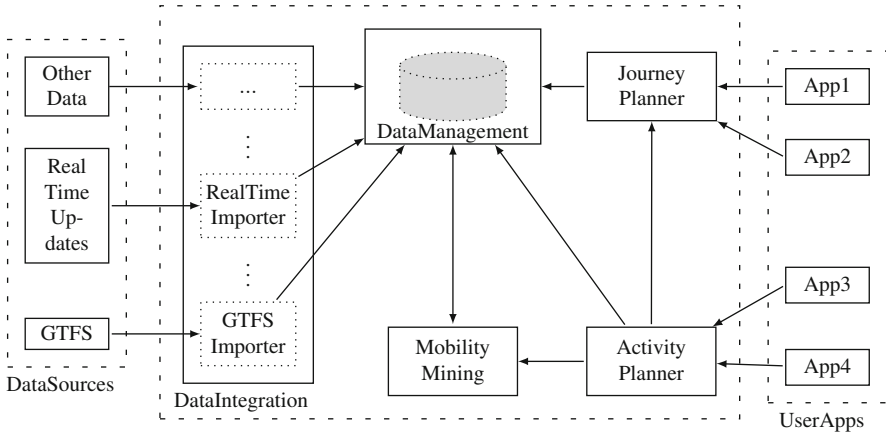 Other
Data
Real
Time
Up-
dates
GTFS
DataSources
...
RealTime
Importer
GTFS
Importer
DataIntegration
DataManagement
Mobility
Mining
Journey
Planner
Activity
Planner
App1
App2
App3
App4
UserApps